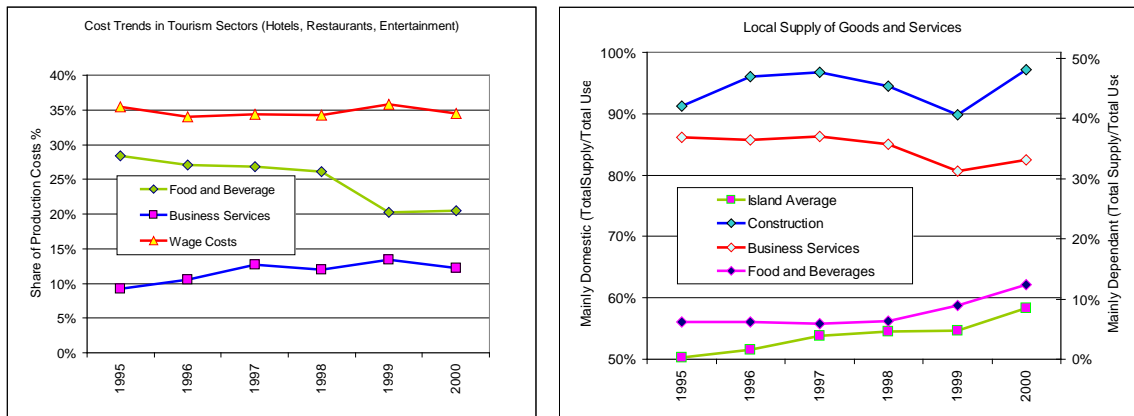 Cost Trends in Tourism Sectors (Hotels, Restaurants, Entertainment)
Share of Production Costs %
40%
35%
30%
25%
20%
15%
10%
5%
0%
Food and Beverage
Business Services
Wage Costs
1995
1996
1997
1998
1999
2000
Local Supply of Goods and Services
Mainly Domestic (TotalSupply/Total Use
100%
90%
80%
70%
60%
50%
Island Average
Construction
Business Services
Food and Beverages
50%
40%
30%
20%
10%
0%
Mainly Dependant (Total Supply/Total Use
1995
1996
1997
1998
1999
2000